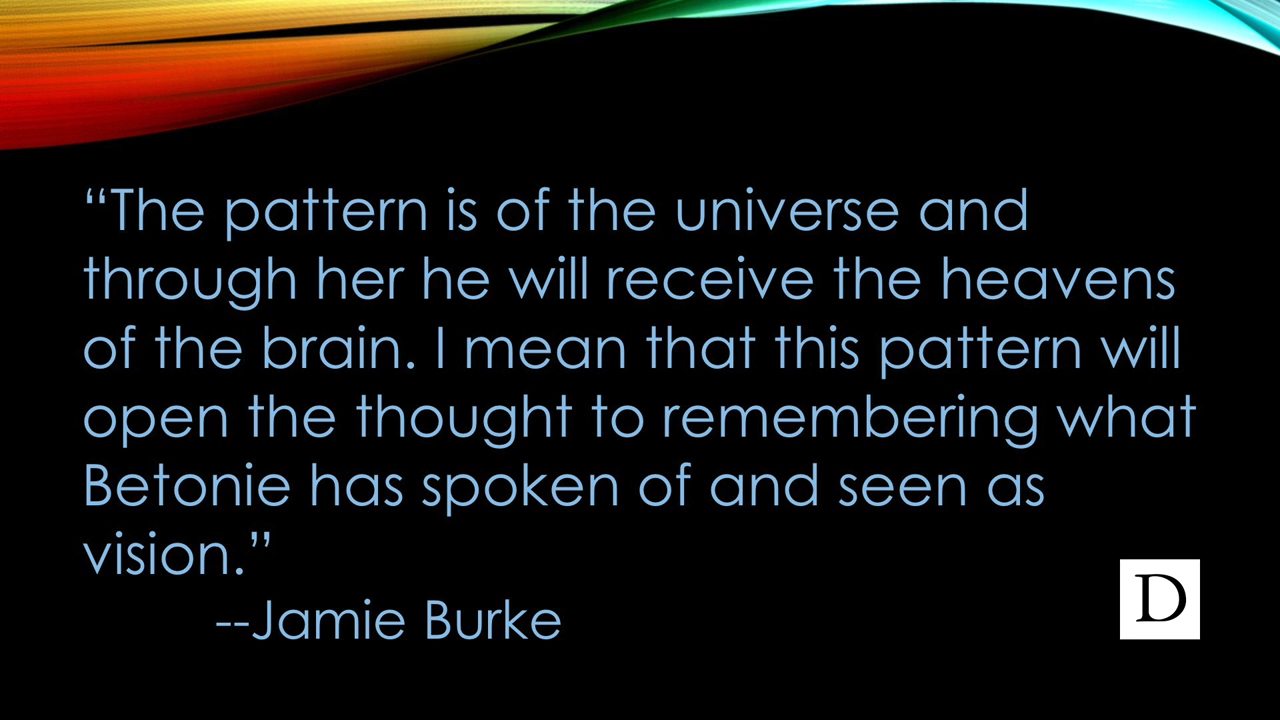 “The pattern is of the universe and
through her he will receive the heavens
of the brain. I mean that this pattern will
open the thought to remembering what
Betonie has spoken of and seen as
vision.”
--Jamie Burke
D